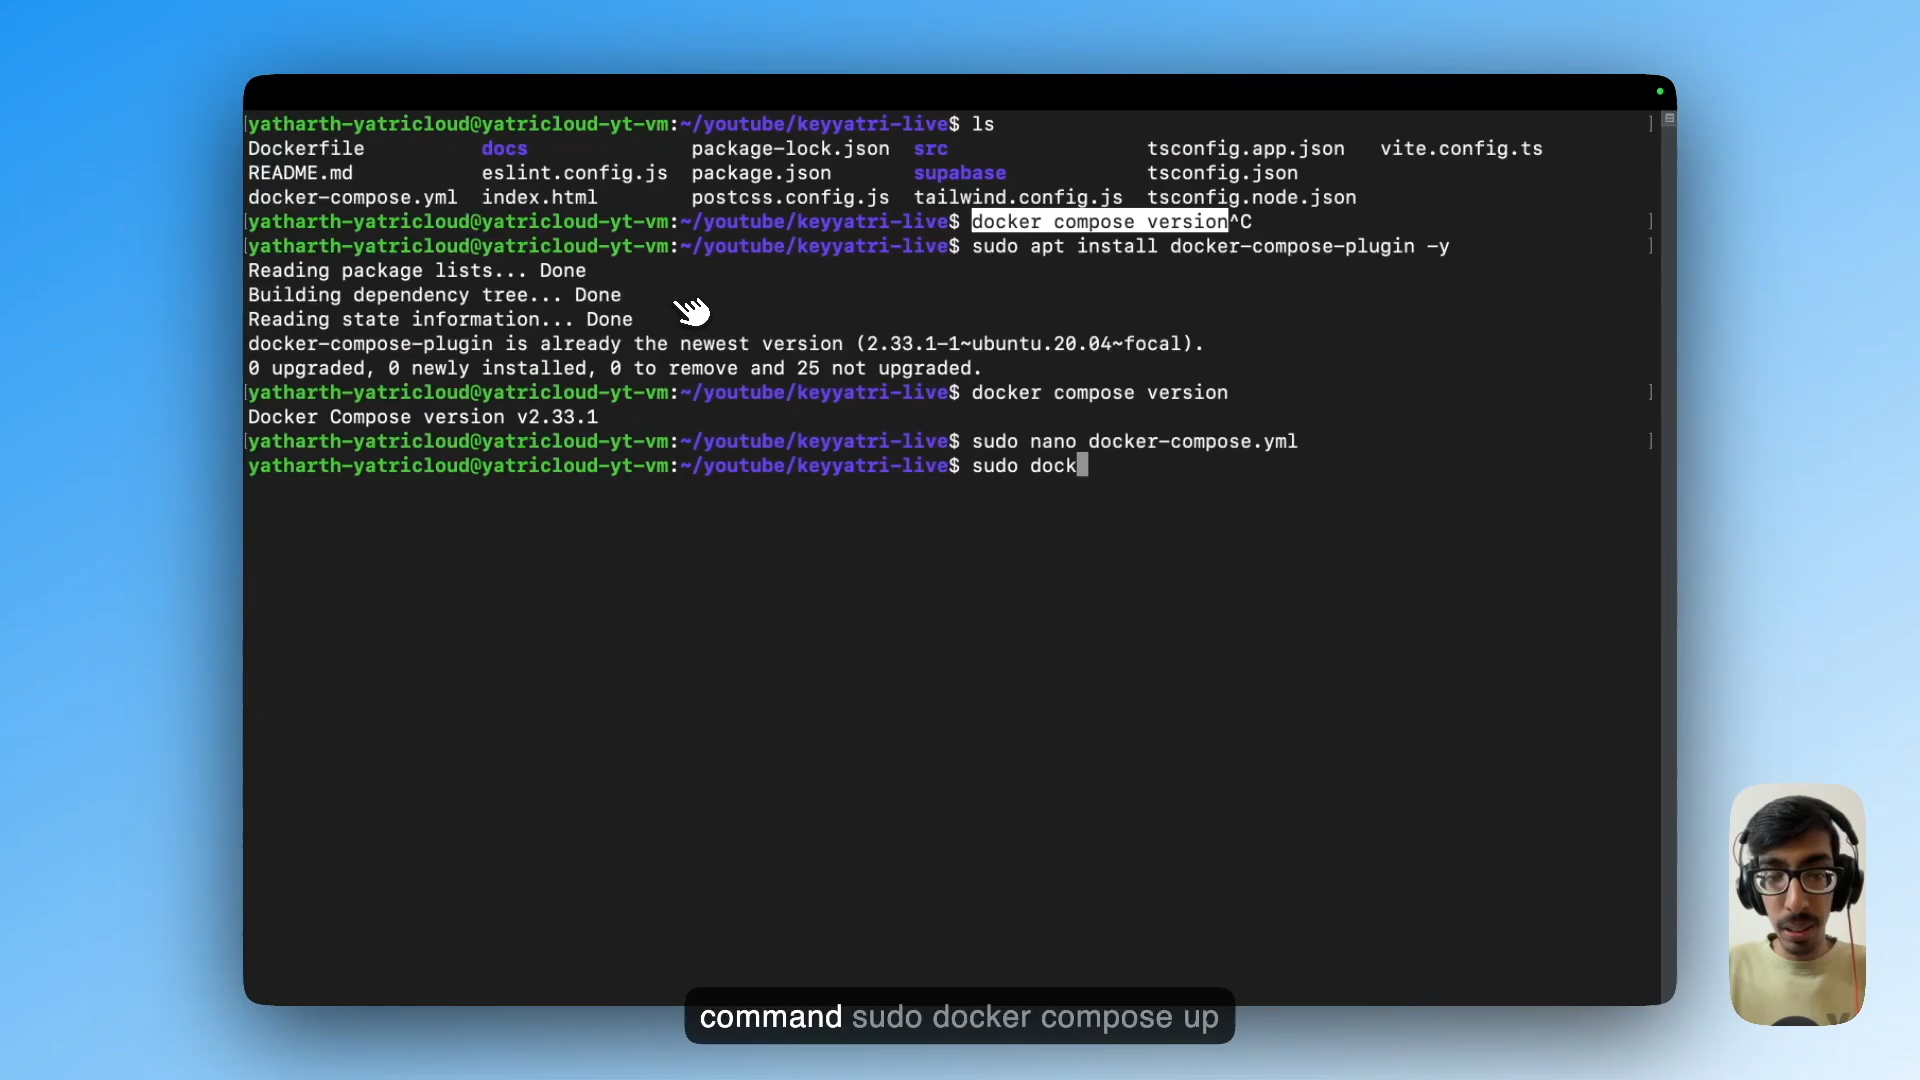 yatharth-yatricloud@yatricloud-yt-vm:~/youtube/keyyatri-live$ ls
Dockerfile docs package-lock.json src tsconfig.app.json vite.config.ts
README.md eslint.config.js package.json supabase tsconfig.json
docker-compose.yml index.html postcss.config.js tailwind.config.js tsconfig.node.json
yatharth-yatricloud@yatricloud-yt-vm:~/youtube/keyyatri-live$ docker compose version^C
yatharth-yatricloud@yatricloud-yt-vm:~/youtube/keyyatri-live$ sudo apt install docker-compose-plugin -y
Reading package lists... Done
Building dependency tree... Done
Reading state information... Done
docker-compose-plugin is already the newest version (2.33.1-1~ubuntu.20.04~focal).
0 upgraded, 0 newly installed, 0 to remove and 25 not upgraded.
yatharth-yatricloud@yatricloud-yt-vm:~/youtube/keyyatri-live$ docker compose version
Docker Compose version v2.33.1
yatharth-yatricloud@yatricloud-yt-vm:~/youtube/keyyatri-live$ sudo nano docker-compose.yml
yatharth-yatricloud@yatricloud-yt-vm:~/youtube/keyyatri-live$ sudo dock
command sudo docker compose up